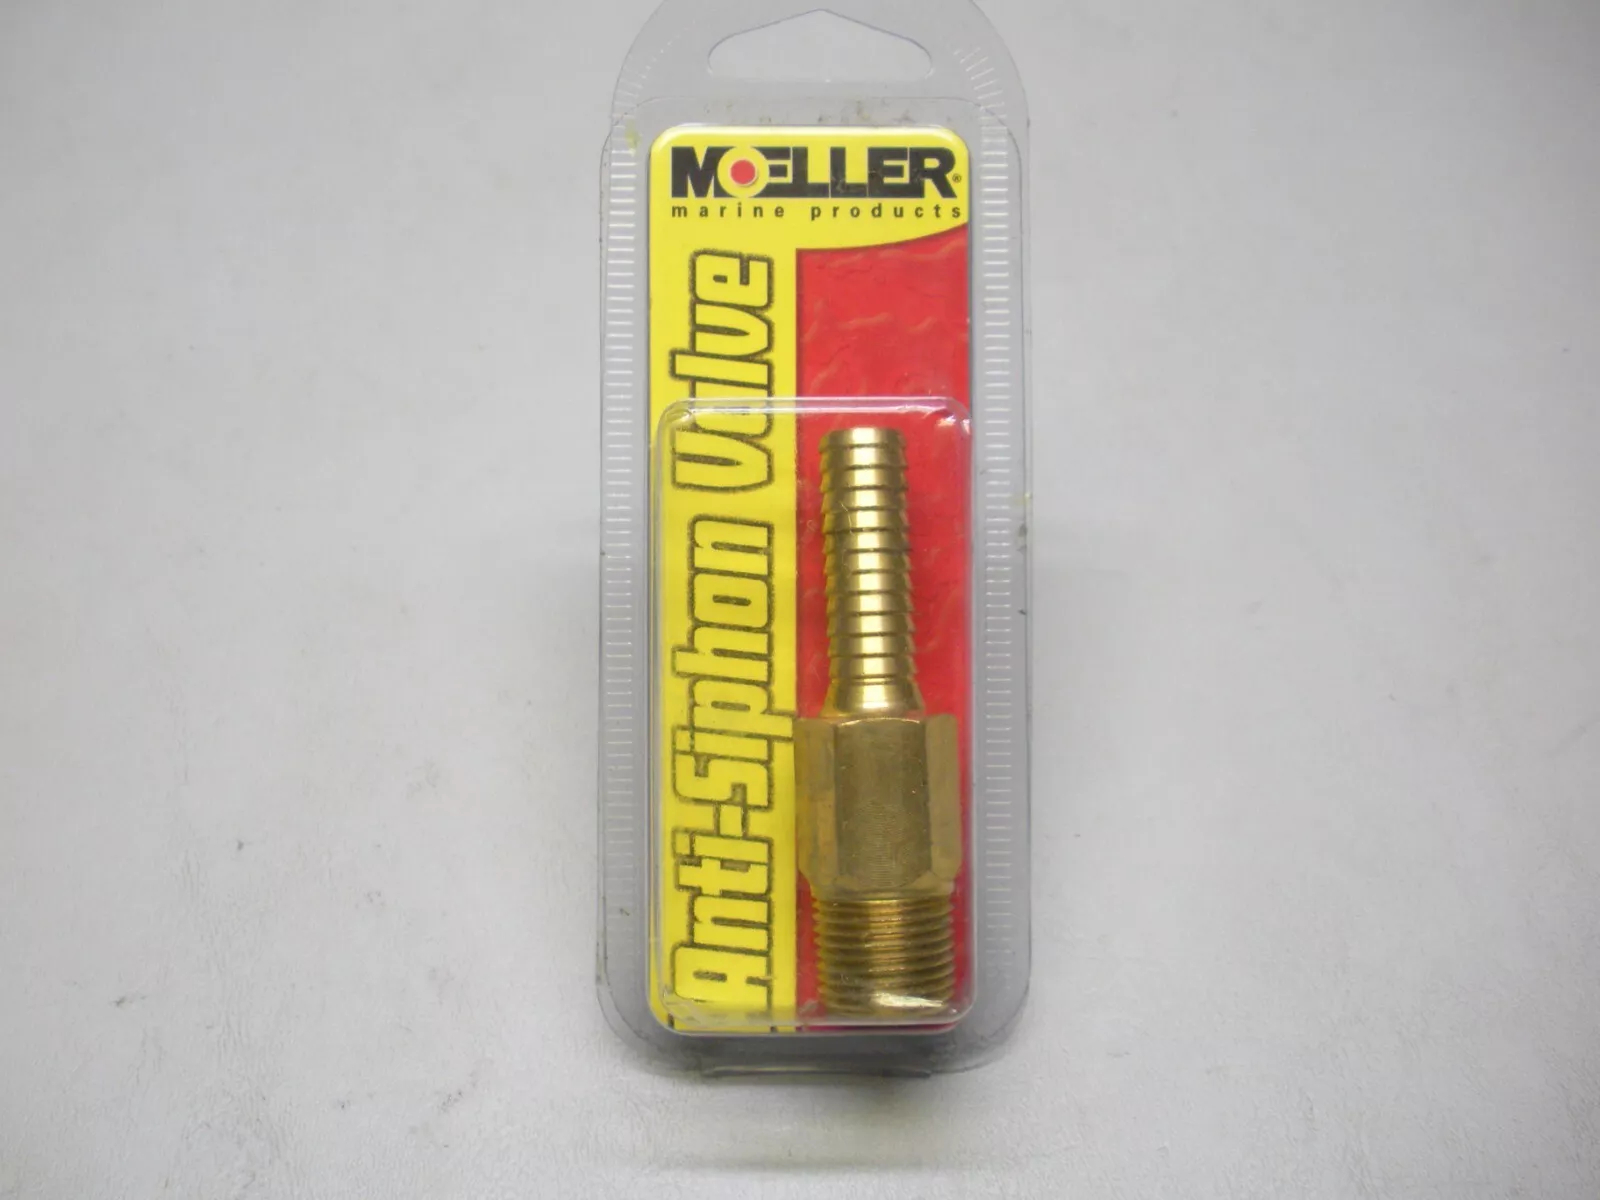 MOELLER®
marine products
Anti-Siphon Valve